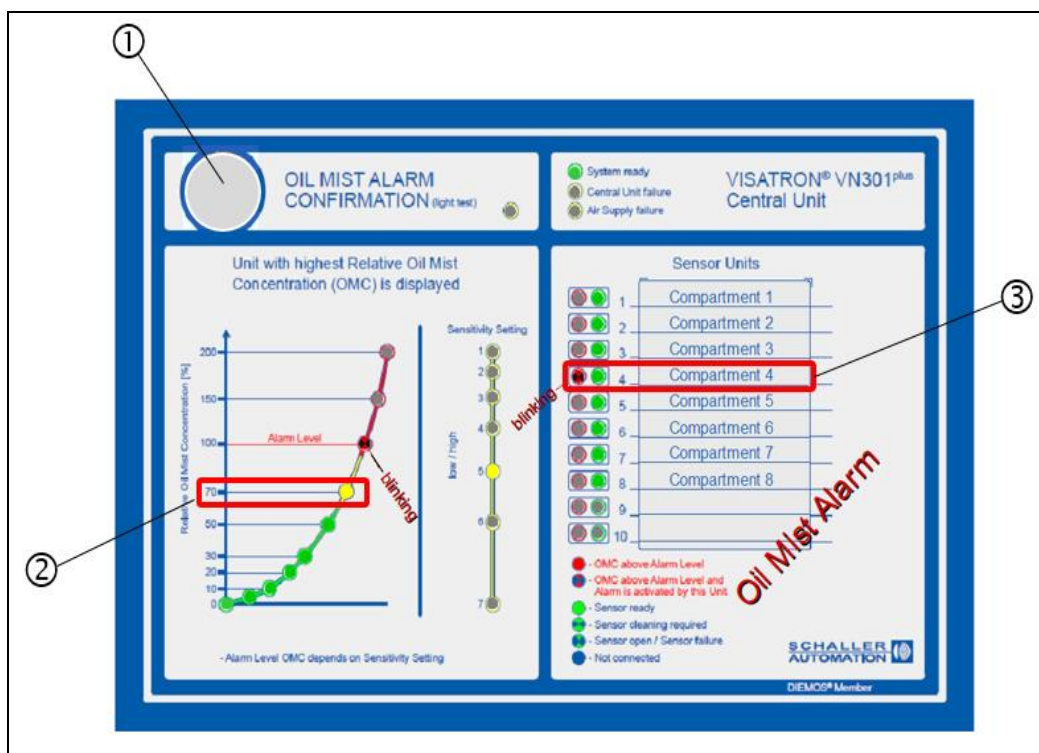 ①
OIL MIST ALARM
CONFIRMATION (light test)
System ready
Central Unit failure
Air Supply failure
VISATRON® VN301plus
Central Unit
Unit with highest Relative Oil Mist
Concentration (OMC) is displayed
Relative Oil Mist Concentration [%]
200
150
100
70
50
30
20
10
0
Alarm Level
blinking
②
- Alarm Level OMC depends on Sensitivity Setting
Sensitivity Setting
low / high
1
2
3
4
5
6
7
Sensor Units
③
1 Compartment 1
2 Compartment 2
3 Compartment 3
blinking
4 Compartment 4
5 Compartment 5
6 Compartment 6
7 Compartment 7
8 Compartment 8
9
10
Oil Mist Alarm
- OMC above Alarm Level
- OMC above Alarm Level and
Alarm is activated by this Unit
- Sensor ready
- Sensor cleaning required
- Sensor open / Sensor failure
- Not connected
SCHALLER
AUTOMATION
DIEMOS® Member